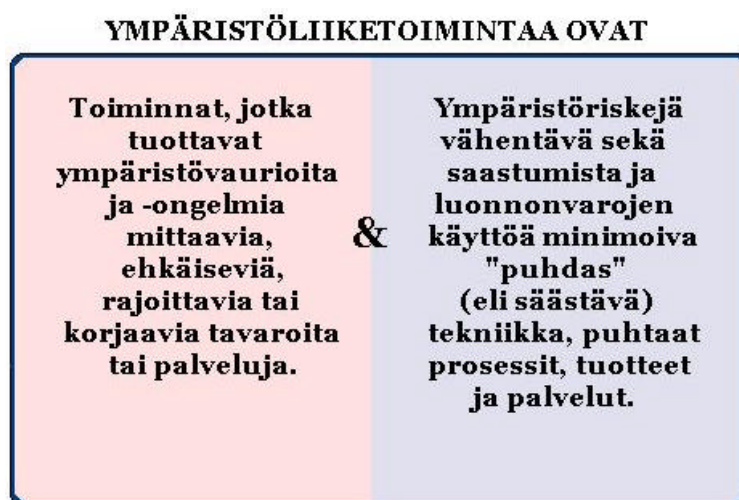 YMPÄRISTÖLIIKETOIMINTAA OVAT
Toiminnat, jotka
tuottavat
ympäristövaurioita
ja -ongelmia
mittaavia,
ehkäiseviä,
rajoittavia tai
korjaavia tavaroita
tai palveluja.
&
Ympäristöriskejä
vähentävä sekä
saastumista ja
luonnonvarojen
käyttöä minimoiva
"puhdas"
(eli säästävä)
tekniikka, puhtaat
prosessit, tuotteet
ja palvelut.